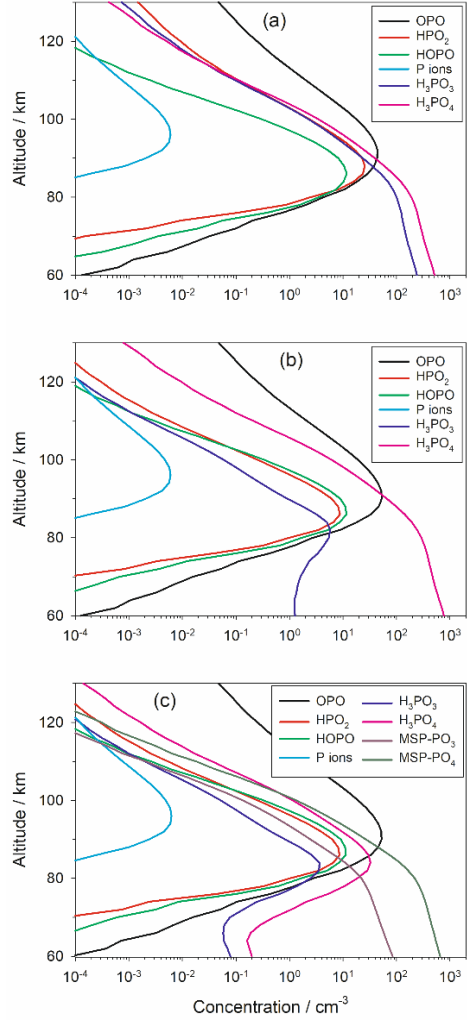 (a)
OPO
HPO₂
HOPO
P ions
H₃PO₃
H₃PO₄
Altitude / km
120
100
80
60
10⁻⁴ 10⁻³ 10⁻² 10⁻¹ 10⁰ 10¹ 10² 10³
(b)
OPO
HPO₂
HOPO
P ions
H₃PO₃
H₃PO₄
Altitude / km
120
100
80
60
10⁻⁴ 10⁻³ 10⁻² 10⁻¹ 10⁰ 10¹ 10² 10³
(c)
OPO H₃PO₃
HPO₂ H₃PO₄
HOPO MSP-PO₃
P ions MSP-PO₄
Altitude / km
120
100
80
60
10⁻⁴ 10⁻³ 10⁻² 10⁻¹ 10⁰ 10¹ 10² 10³
Concentration / cm⁻³